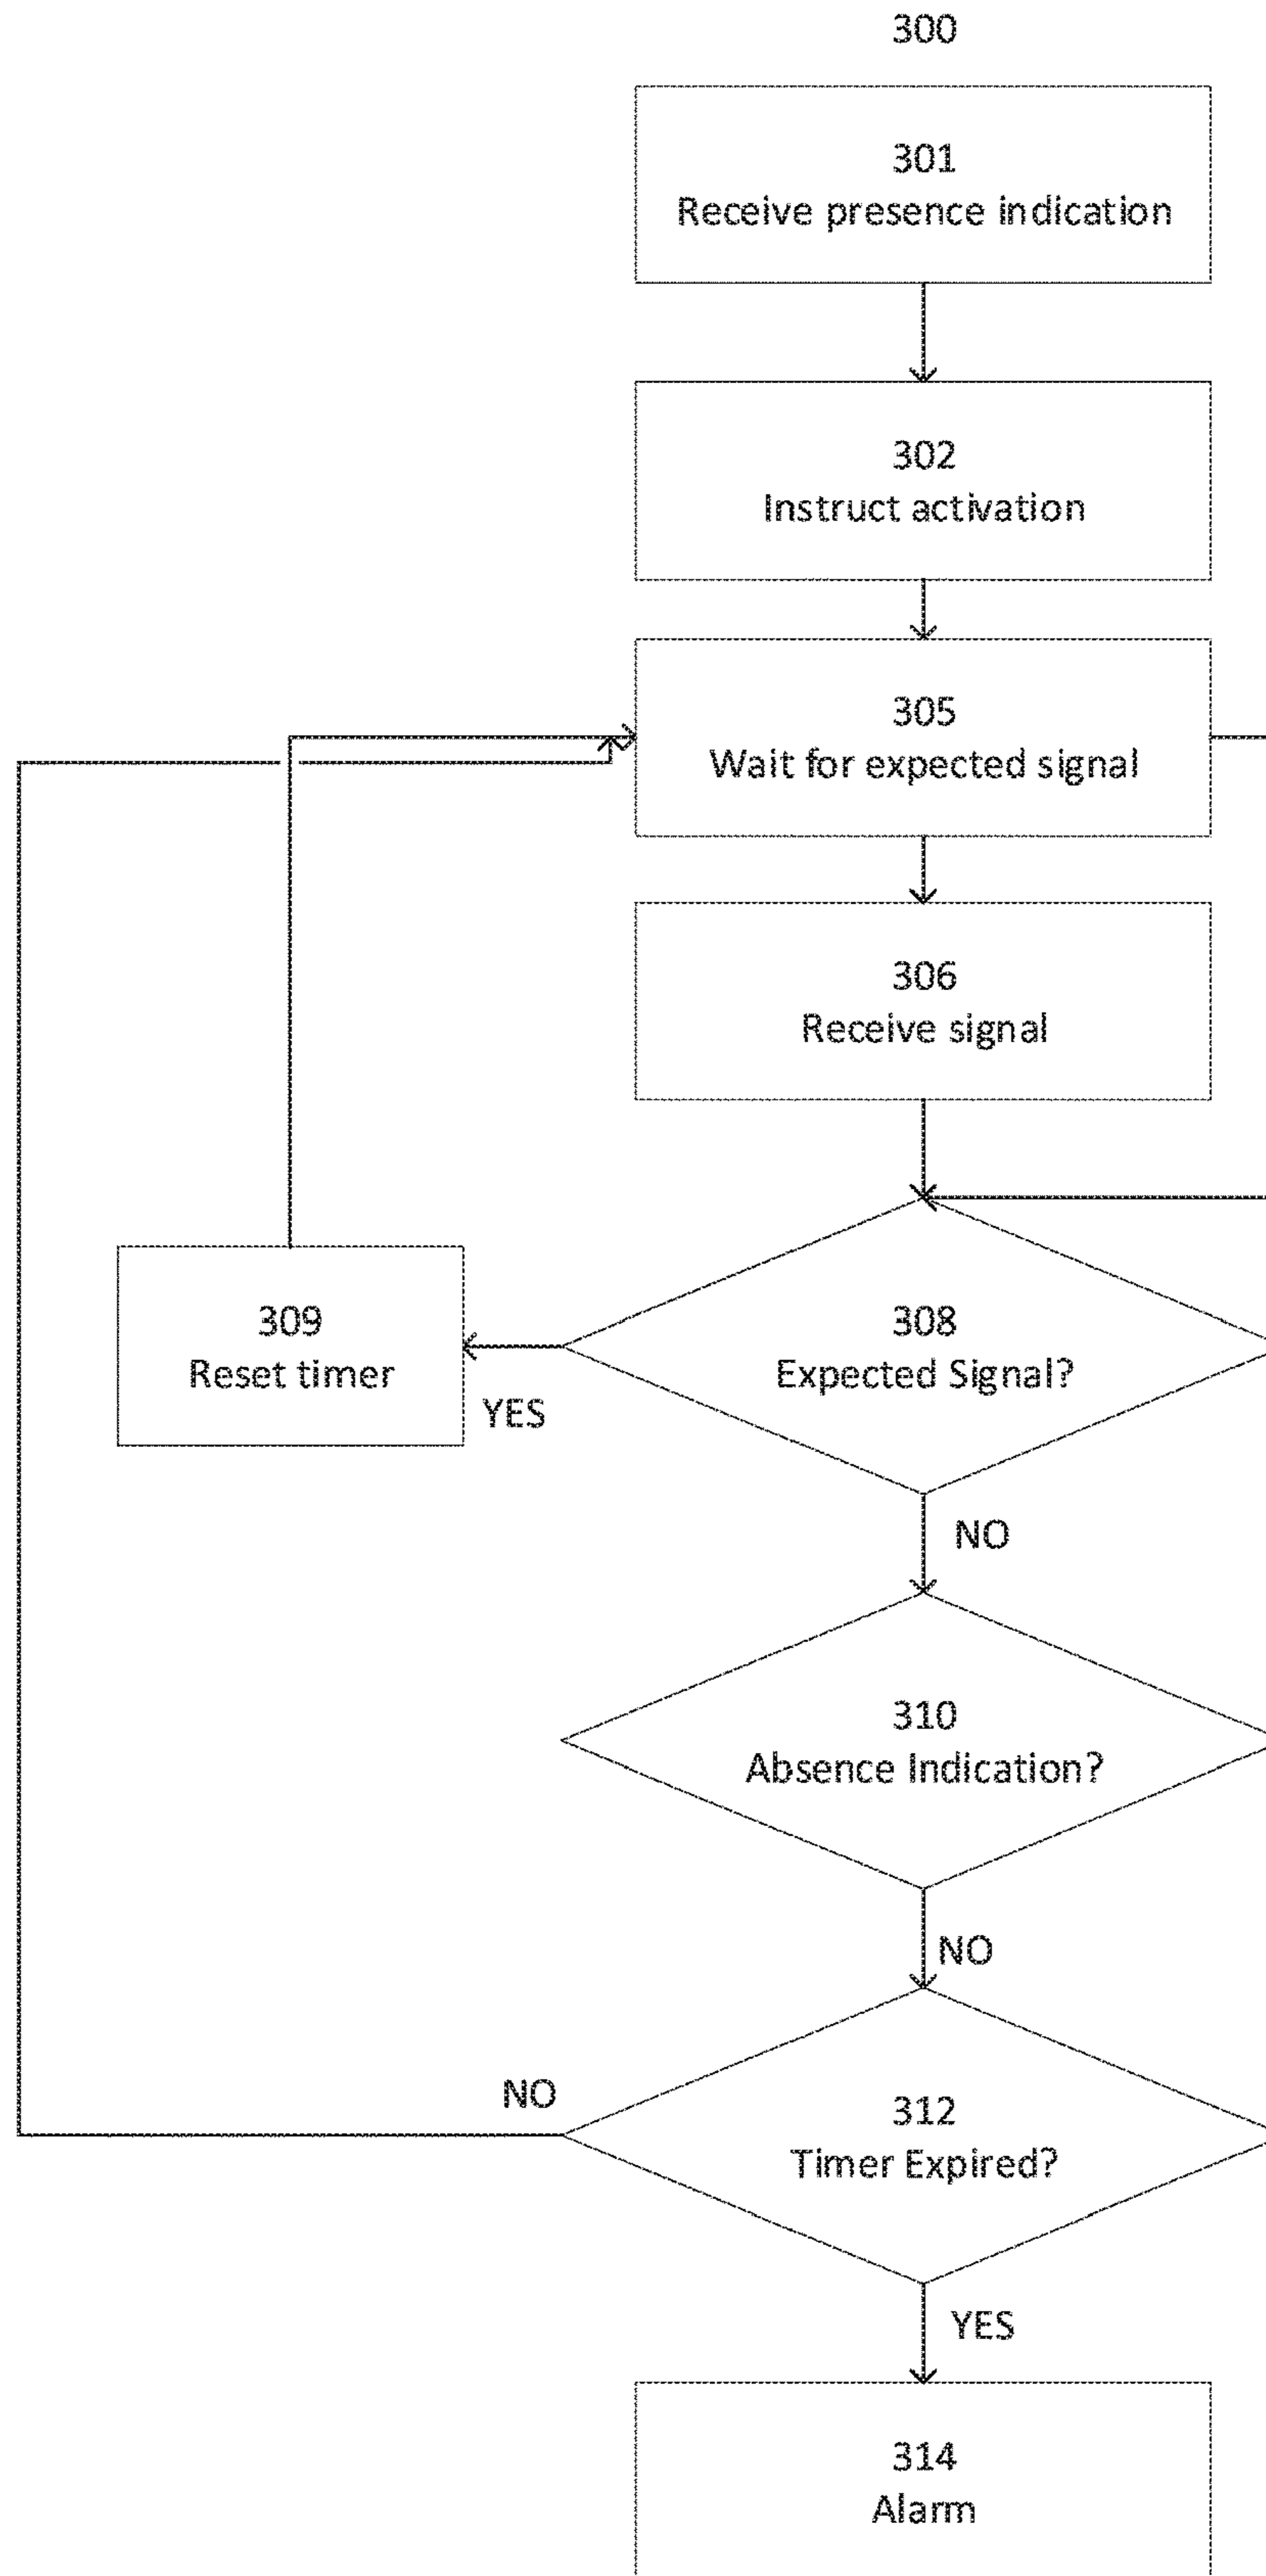 300
301
Receive presence indication
302
Instruct activation
305
Wait for expected signal
306
Receive signal
309
Reset timer
308
Expected Signal?
YES
NO
310
Absence Indication?
NO
NO
312
Timer Expired?
YES
314
Alarm